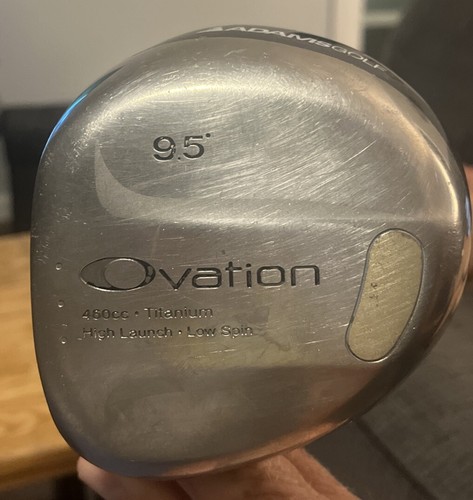 ADAMSGOLF
9.5°
Ovation
460cc • Titanium
High Launch • Low Spin